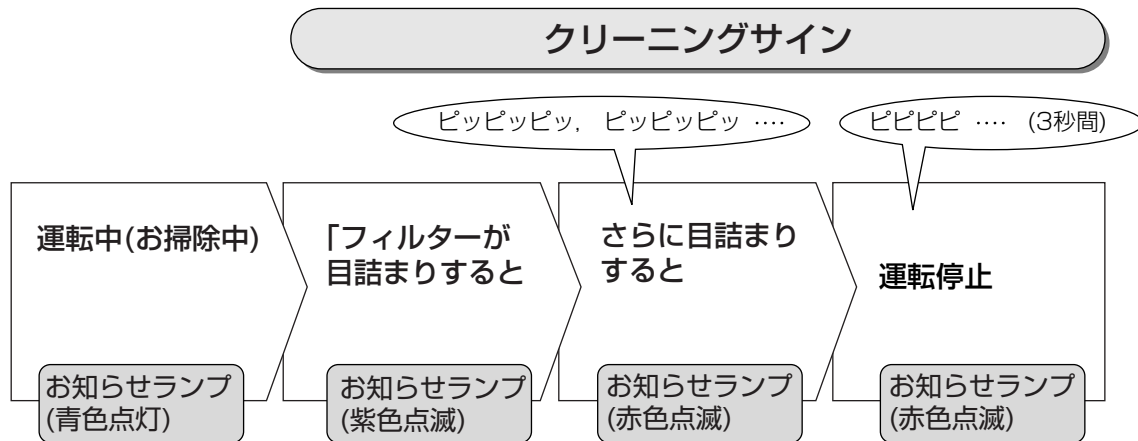 クリーニングサイン
ピッピッピッ, ピッピッピッ ‥‥
ピピピピ ‥‥ (3秒間)
運転中(お掃除中)
「フィルターが
目詰まりすると
さらに目詰まり
すると
運転停止
お知らせランプ
(青色点灯)
お知らせランプ
(紫色点滅)
お知らせランプ
(赤色点滅)
お知らせランプ
(赤色点滅)